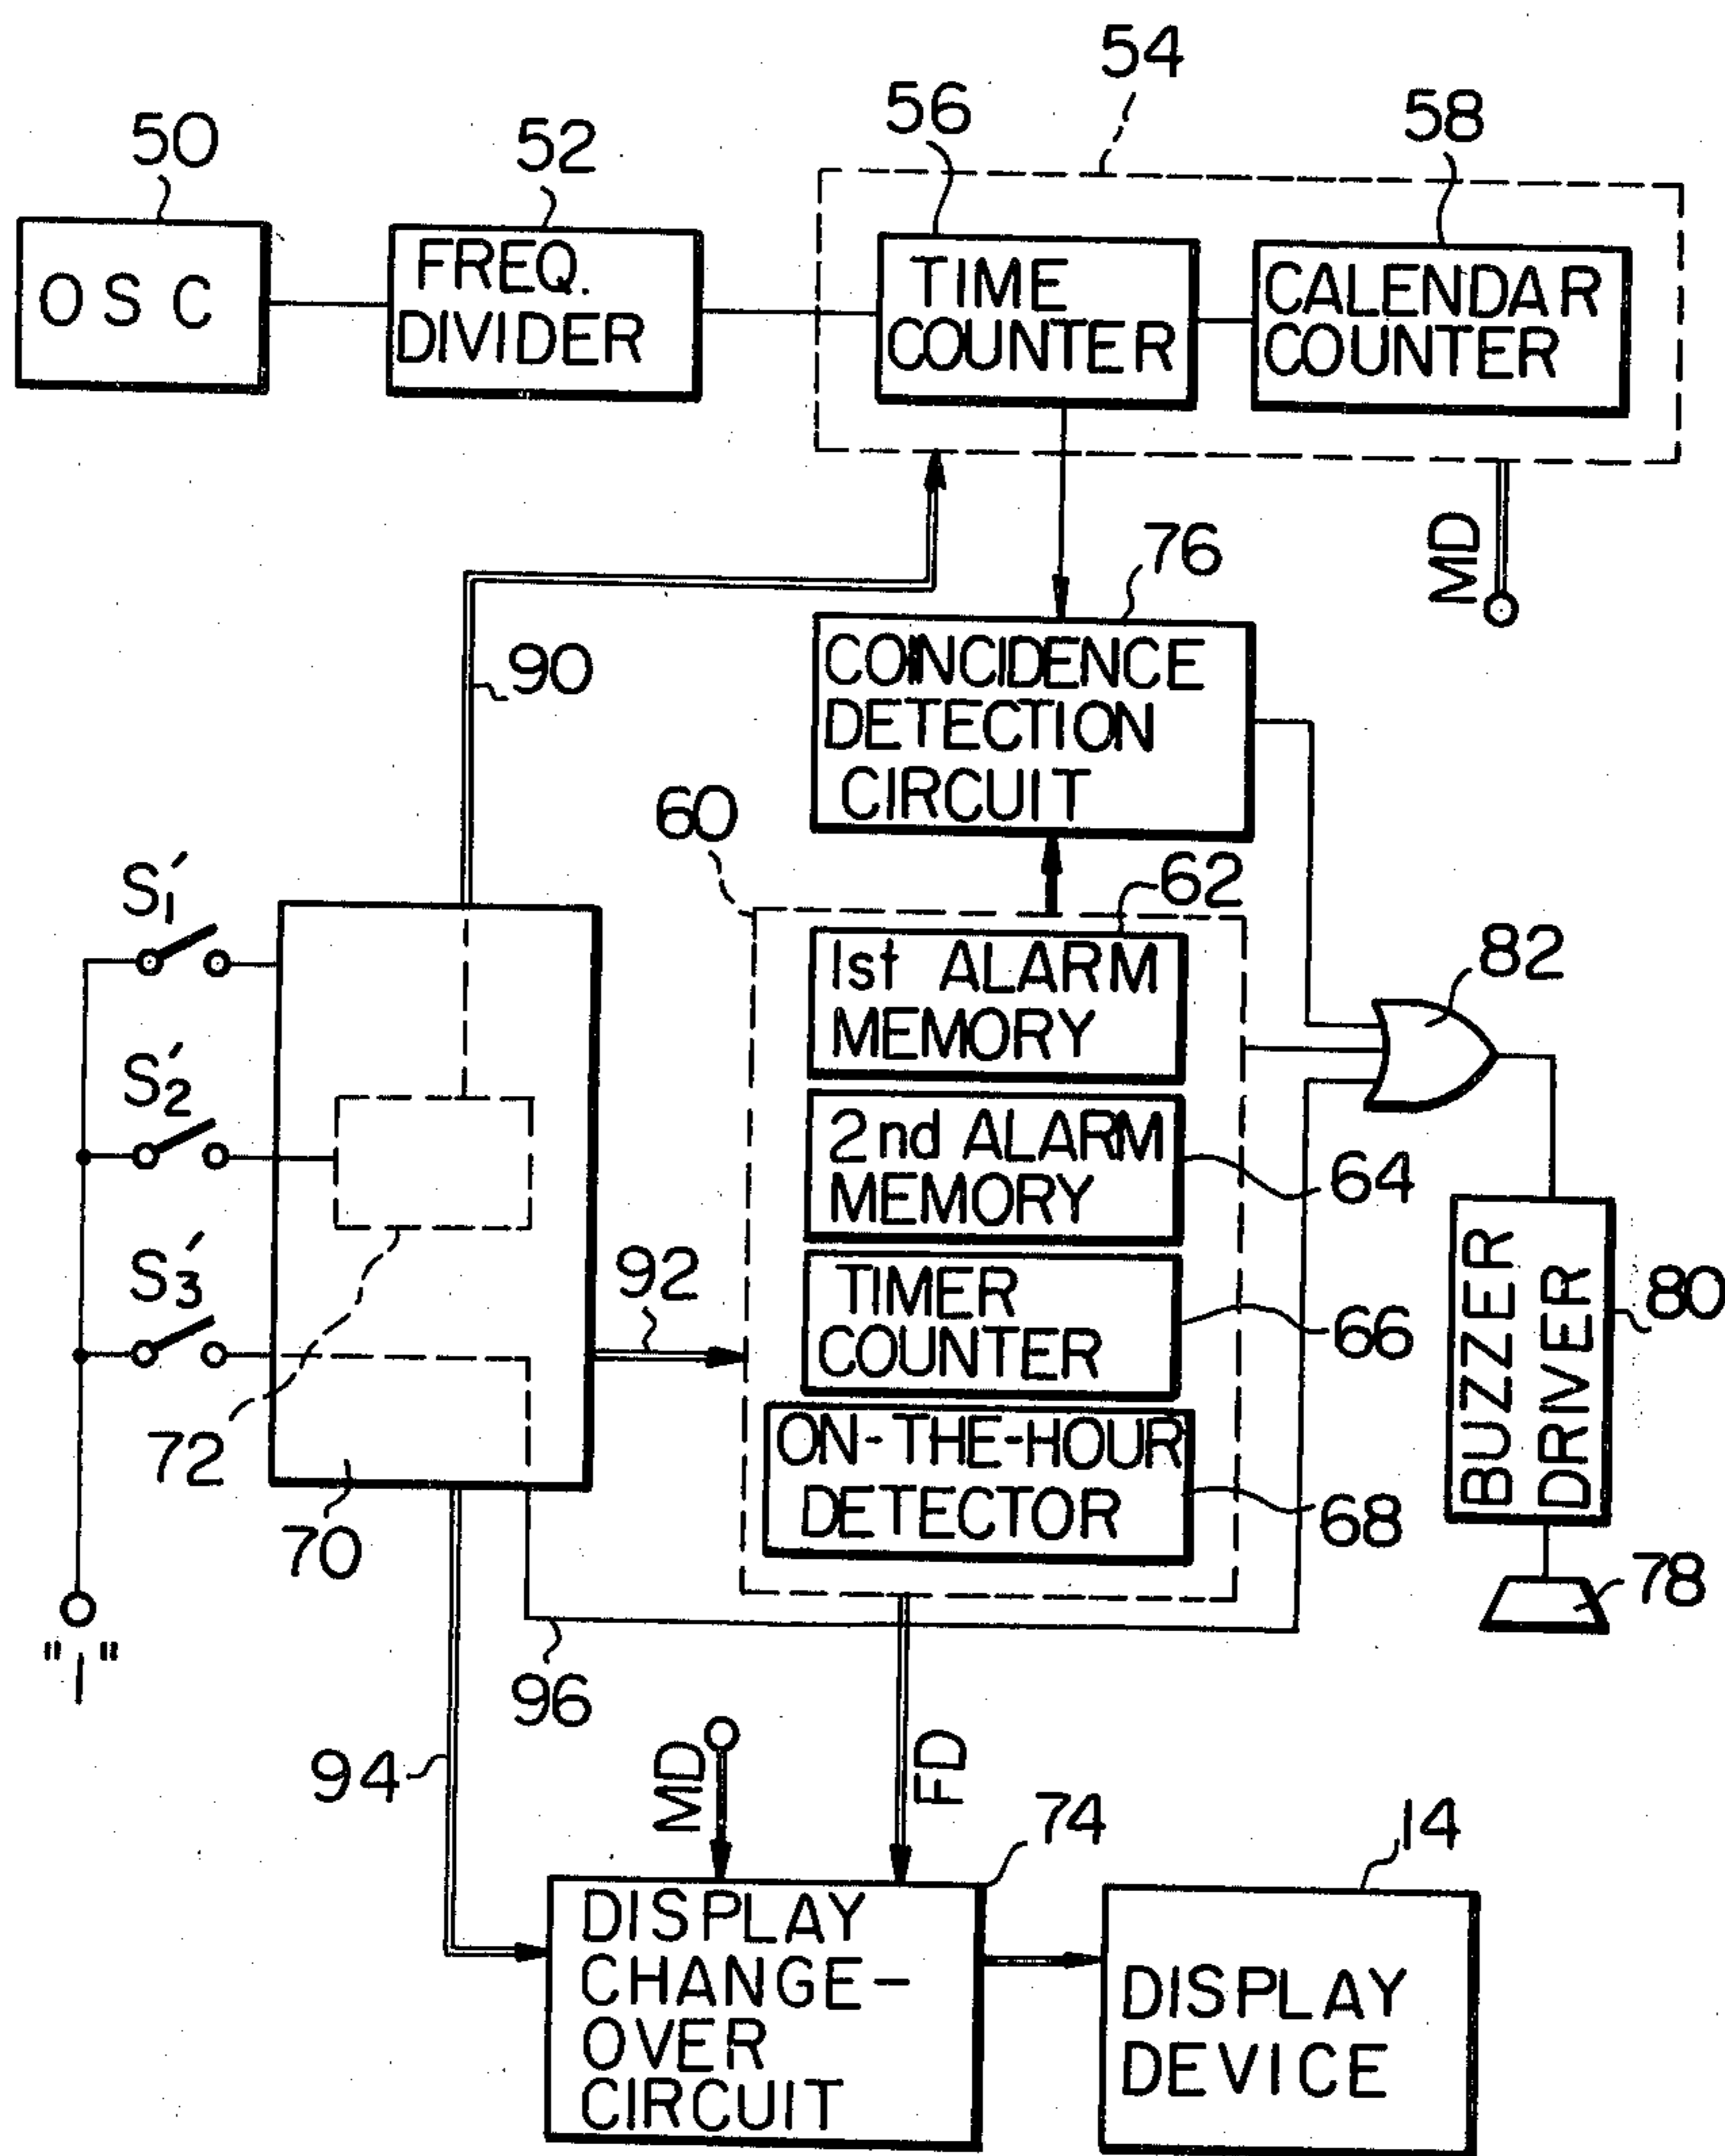 54
56
58
50
52
OSC
FREQ.
DIVIDER
TIME
COUNTER
CALENDAR
COUNTER
MD
76
90
COINCIDENCE
DETECTION
CIRCUIT
60
62
S1'
1st ALARM
MEMORY
82
S2'
2nd ALARM
MEMORY
64
S3'
92
TIMER
COUNTER
66
BUZZER
DRIVER
80
72
ON-THE-HOUR
DETECTOR
68
70
78
"1"
96
94
MD
FD
74
14
DISPLAY
CHANGE-
OVER
CIRCUIT
DISPLAY
DEVICE